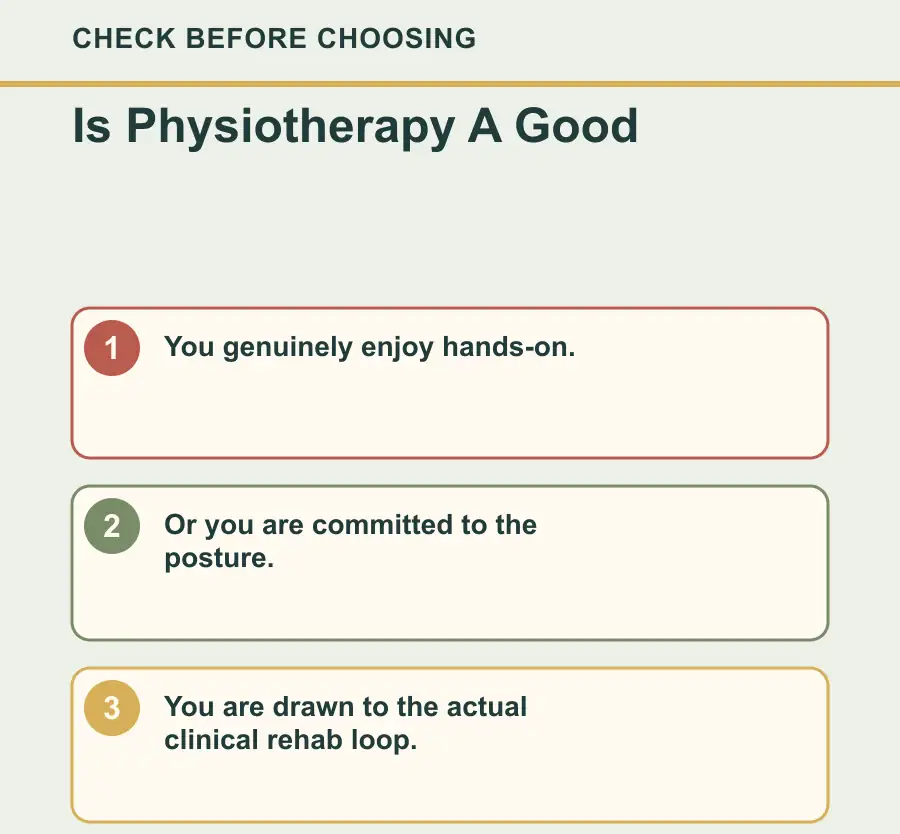 CHECK BEFORE CHOOSING
Is Physiotherapy A Good
1
You genuinely enjoy hands-on.
2
Or you are committed to the
posture.
3
You are drawn to the actual
clinical rehab loop.